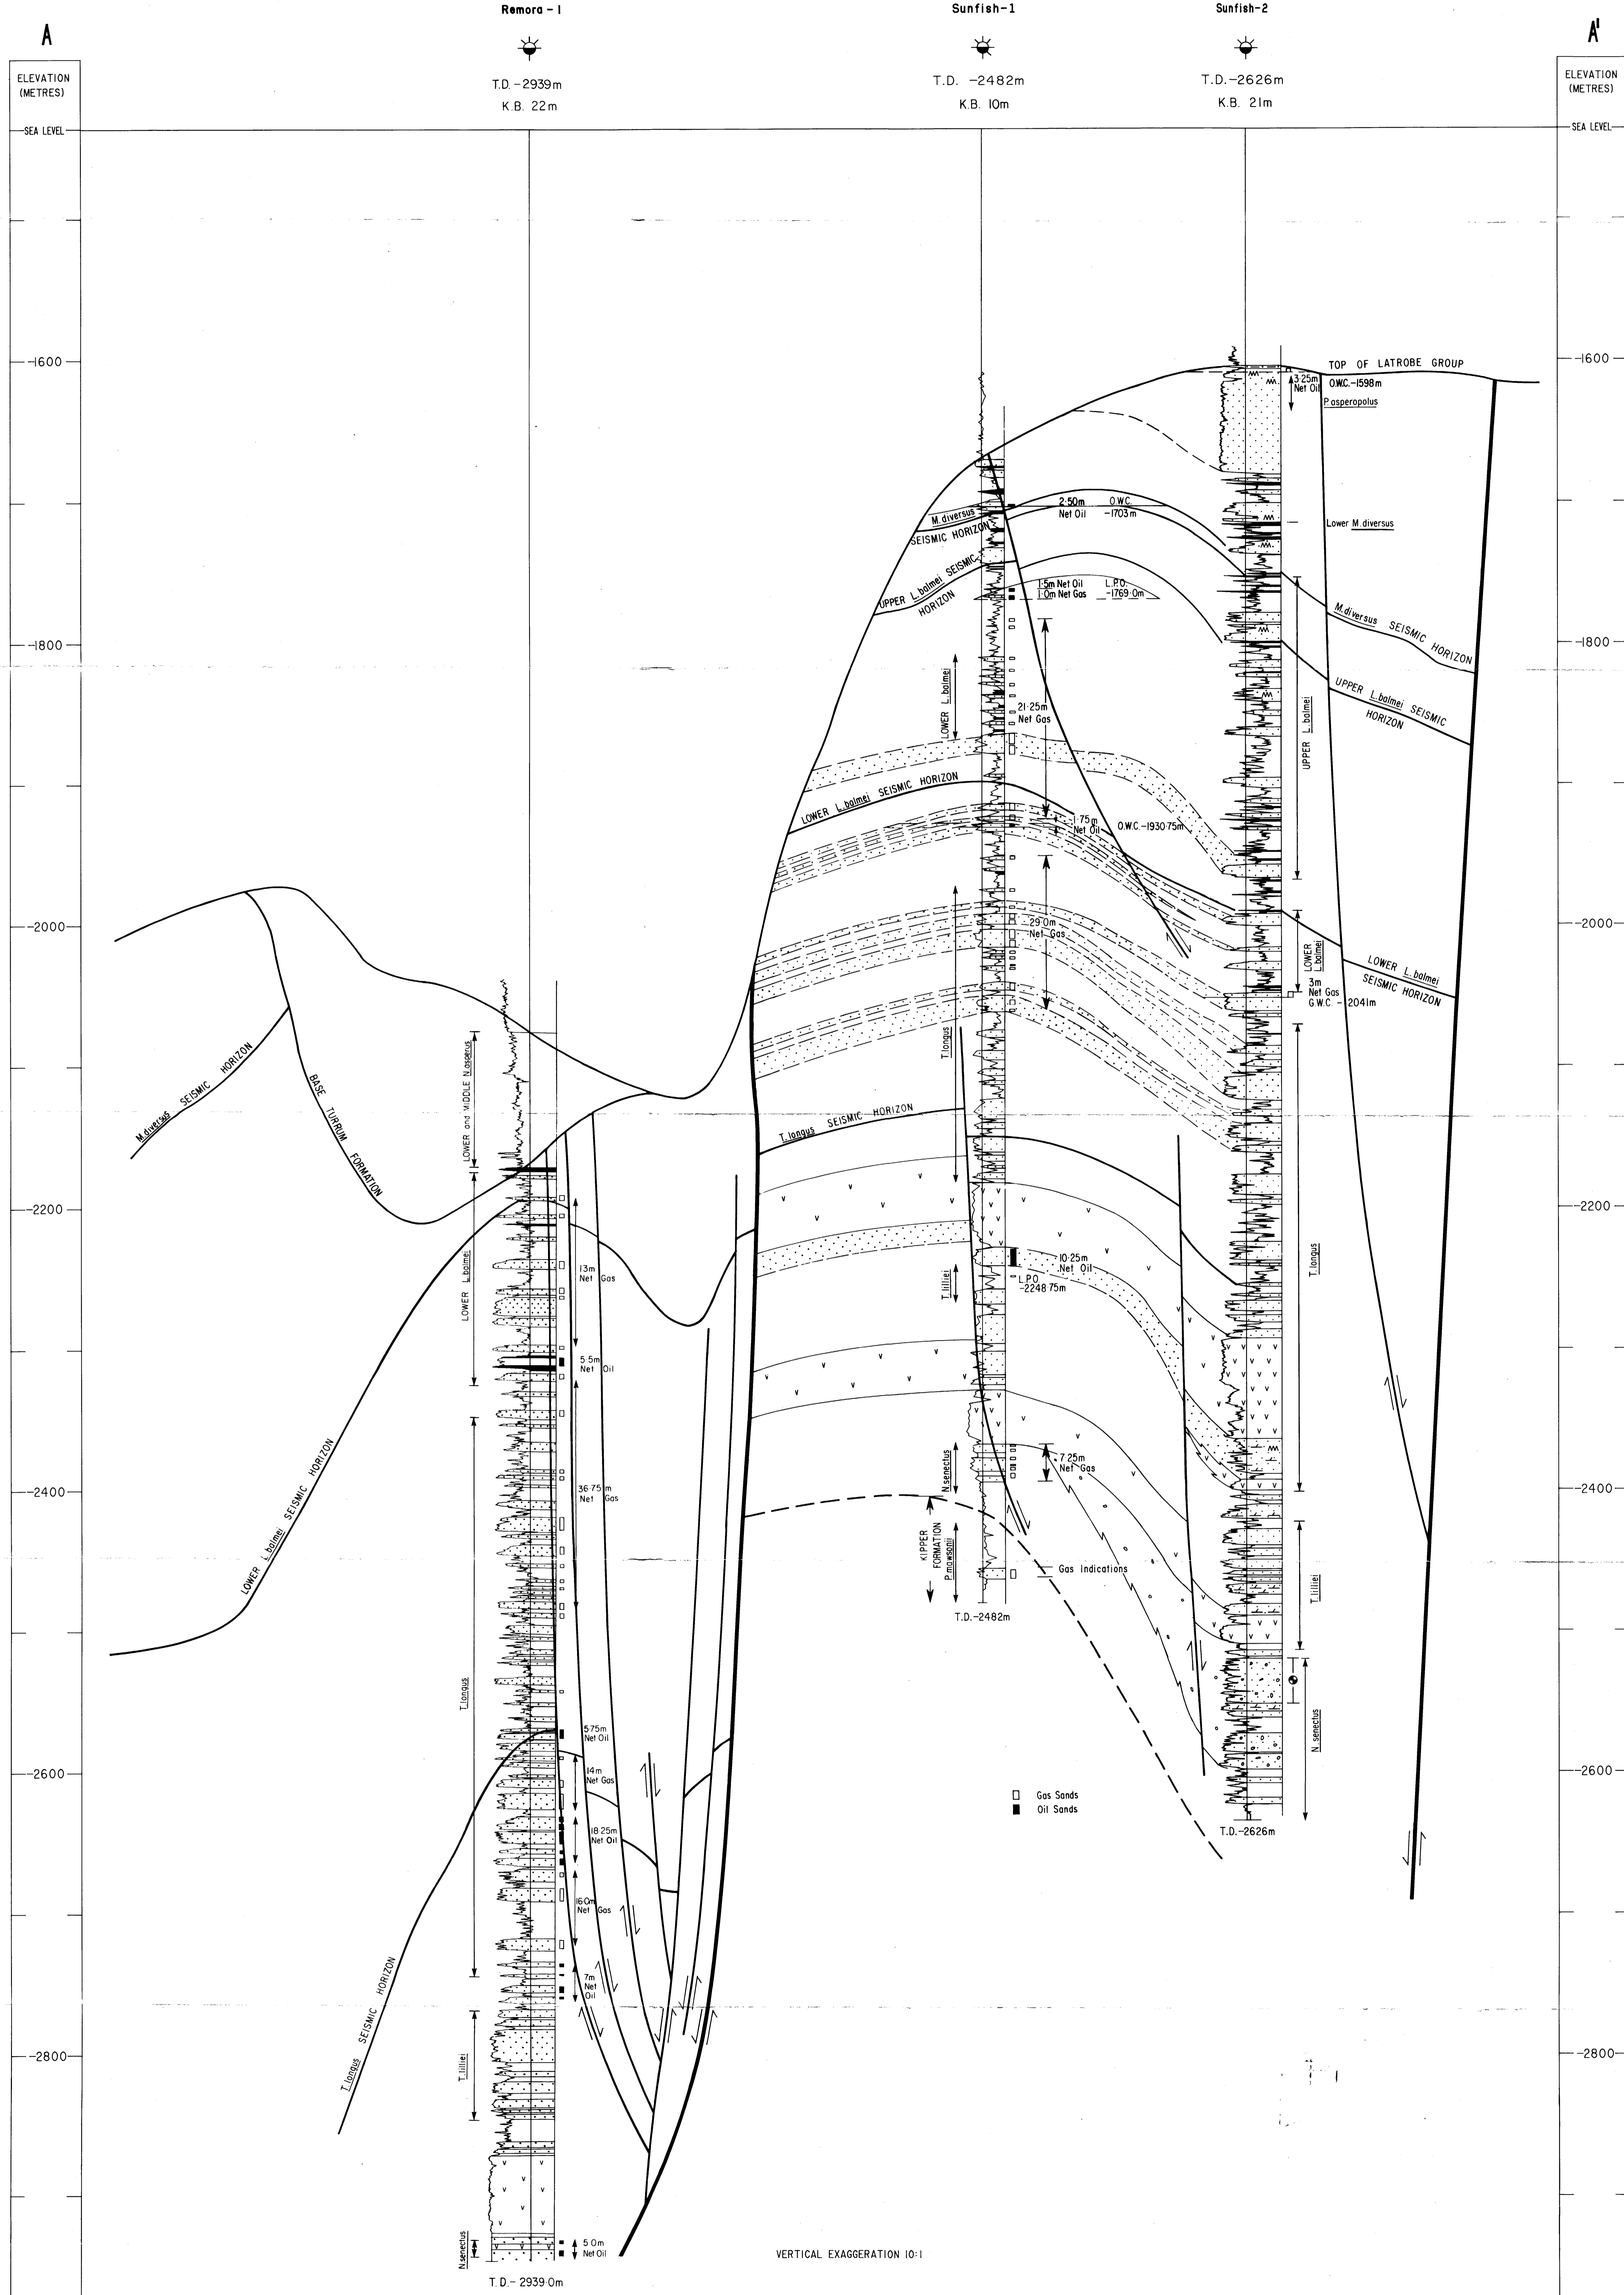 Remora - 1
Sunfish-1
Sunfish-2
A
A'
ELEVATION
(METRES)
ELEVATION
(METRES)
T.D. -2939m
K.B. 22m
T.D. -2482m
K.B. 10m
T.D.-2626m
K.B. 21m
SEA LEVEL
SEA LEVEL
-1600
-1600
TOP OF LATROBE GROUP
3·25m
Net Oil
O.W.C.-1598m
P.asperopolus
2·50m O.W.C.
Net Oil -1703m
M.diversus
SEISMIC HORIZON
Lower M.diversus
UPPER L.balmei SEISMIC
HORIZON
1·5m Net Oil L.P.O.
1·0m Net Gas -1769·0m
M.diversus SEISMIC HORIZON
-1800
-1800
LOWER L.balmei
21·25m
Net Gas
UPPER L.balmei
UPPER L.balmei SEISMIC
HORIZON
LOWER L.balmei SEISMIC HORIZON
1·75m
Net Oil
O.W.C.-1930·75m
-2000
-2000
29·0m
Net Gas
LOWER
L.balmei
LOWER L.balmei
SEISMIC HORIZON
3m
Net Gas
G.W.C. - 2041m
T.longus
M.diversus SEISMIC HORIZON
BASE TURRUM FORMATION
LOWER and MIDDLE N.asperus
T.longus SEISMIC HORIZON
-2200
-2200
LOWER L.balmei
13m
Net Gas
T.lilliei
10·25m
Net Oil
L.P.O.
-2248·75m
T.longus
5·5m
Net Oil
-2400
-2400
LOWER L.balmei SEISMIC HORIZON
36·75m
Net Gas
N.senectus
7·25m
Net Gas
KIPPER
FORMATION
P.mawsonii
Gas Indications
T.D.-2482m
T.lilliei
T.longus
5·75m
Net Oil
14m
Net Gas
N.senectus
-2600
-2600
Gas Sands
Oil Sands
18·25m
Net Oil
T.D.-2626m
16·0m
Net Gas
7m
Net
Oil
T.longus SEISMIC HORIZON
-2800
-2800
T.lilliei
N.senectus
5·0m
Net Oil
VERTICAL EXAGGERATION 10:1
T.D.- 2939·0m